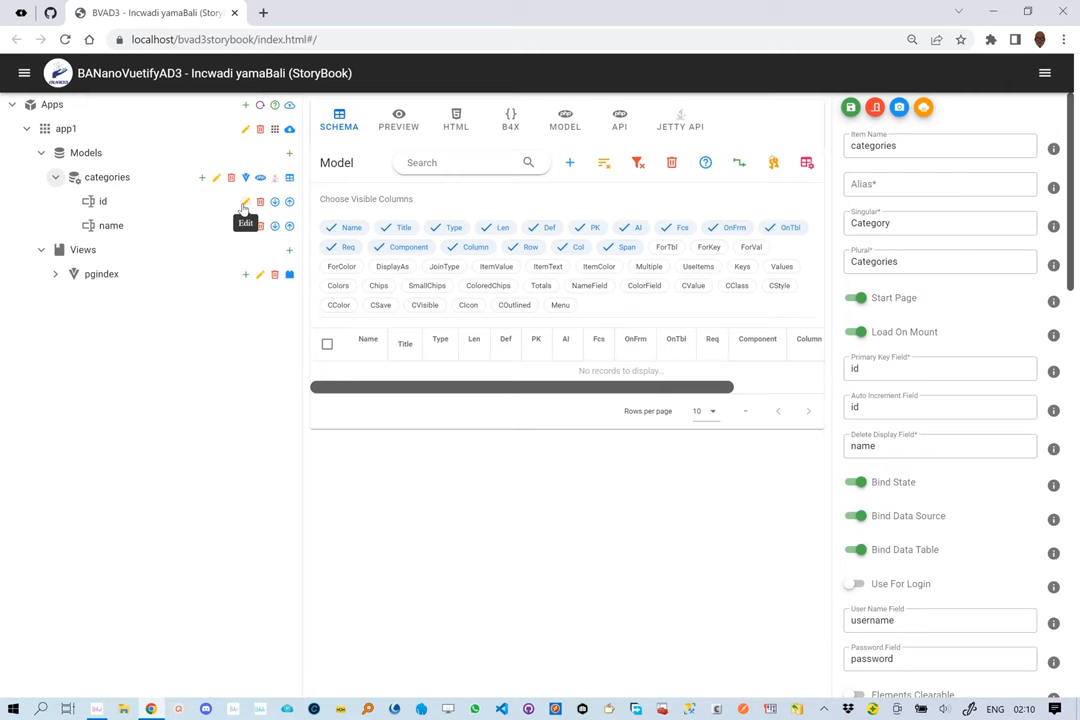 BVAD3 - Incwadi yamaBali (Story
localhost/bvad3storybook/index.html#/
BANanoVuetifyAD3 - Incwadi yamaBali (StoryBook)
Apps
app1
Models
categories
id
Edit
name
Views
pgindex
SCHEMA
PREVIEW
HTML
B4X
MODEL
API
JETTY API
Model
Search
Choose Visible Columns
Name Title Type Len Def PK AI Fcs OnFrm OnTbl
Req Component Column Row Col Span ForTbl ForKey ForVal
ForColor DisplayAs JoinType ItemValue ItemText ItemColor Multiple UseItems Keys Values
Colors Chips SmallChips ColoredChips Totals NameField ColorField CValue CClass CStyle
CColor CSave CVisible CIcon COutlined Menu
Name Title Type Len Def PK AI Fcs OnFrm OnTbl Req Component Column
No records to display...
Rows per page 10 -
Item Name
categories
Alias*
Singular*
Category
Plural*
Categories
Start Page
Load On Mount
Primary Key Field*
id
Auto Increment Field
id
Delete Display Field*
name
Bind State
Bind Data Source
Bind Data Table
Use For Login
User Name Field
username
Password Field
password
Elements Clearable
ENG 02:10